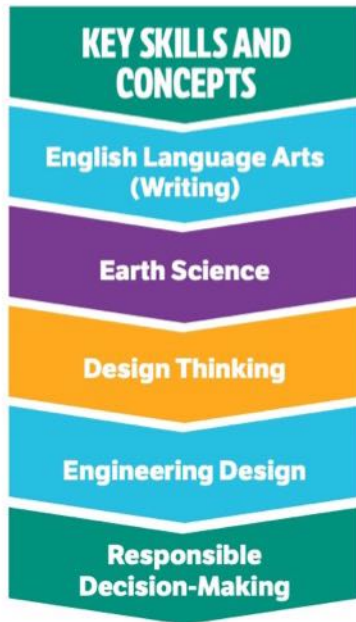 KEY SKILLS AND
CONCEPTS
English Language Arts
(Writing)
Earth Science
Design Thinking
Engineering Design
Responsible
Decision-Making